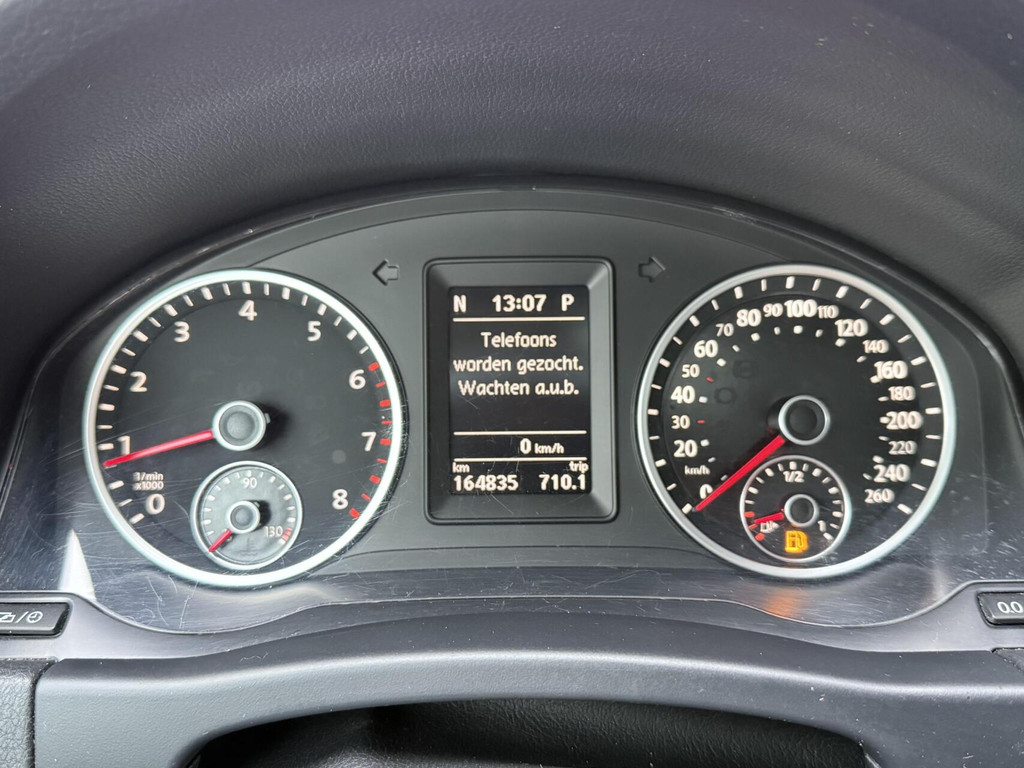 N 13:07 P
Telefoons
worden gezocht.
Wachten a.u.b.
0 km/h
km trip
164835 710.1
0 1 2 3 4 5 6 7 8
1/min
x1000
90
130
0 20 30 40 50 60 70 80 90 100 110 120 140 160 180 200 220 240 260
km/h
1/2
1
0.0